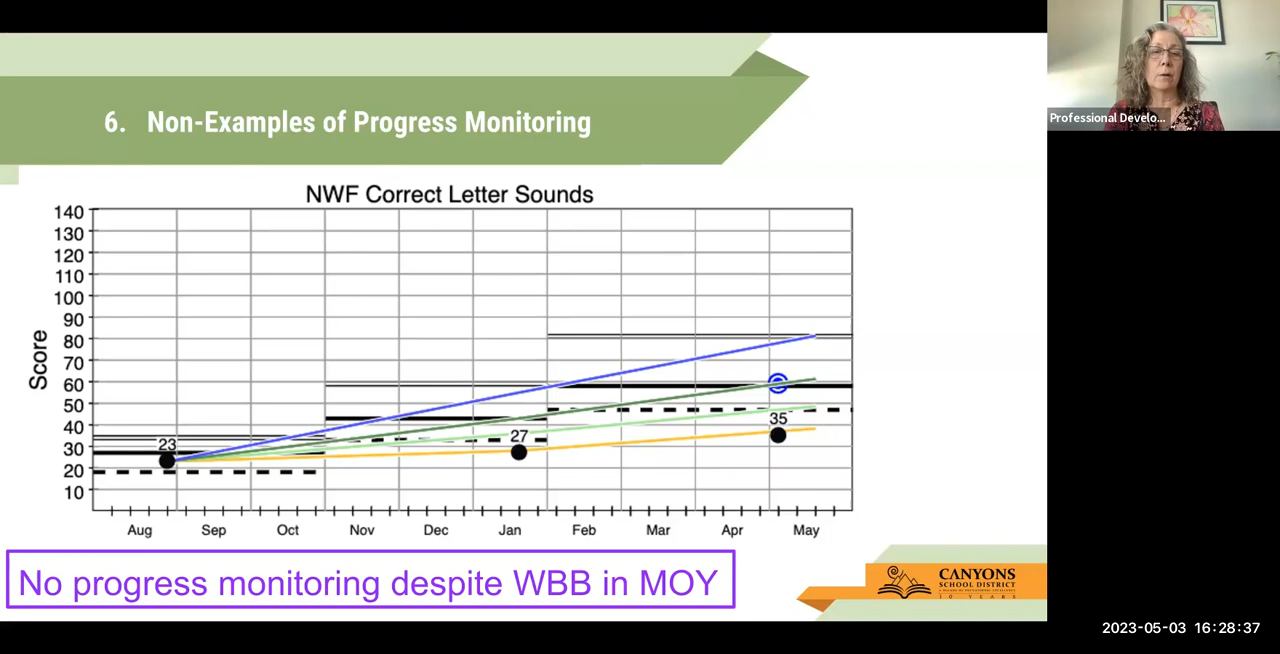 6. Non-Examples of Progress Monitoring
Professional Develo...
NWF Correct Letter Sounds
Score
140
130
120
110
100
90
80
70
60
50
40
30
20
10
23
27
35
Aug Sep Oct Nov Dec Jan Feb Mar Apr May
No progress monitoring despite WBB in MOY
CANYONS
SCHOOL DISTRICT
10 YEARS
2023-05-03 16:28:37